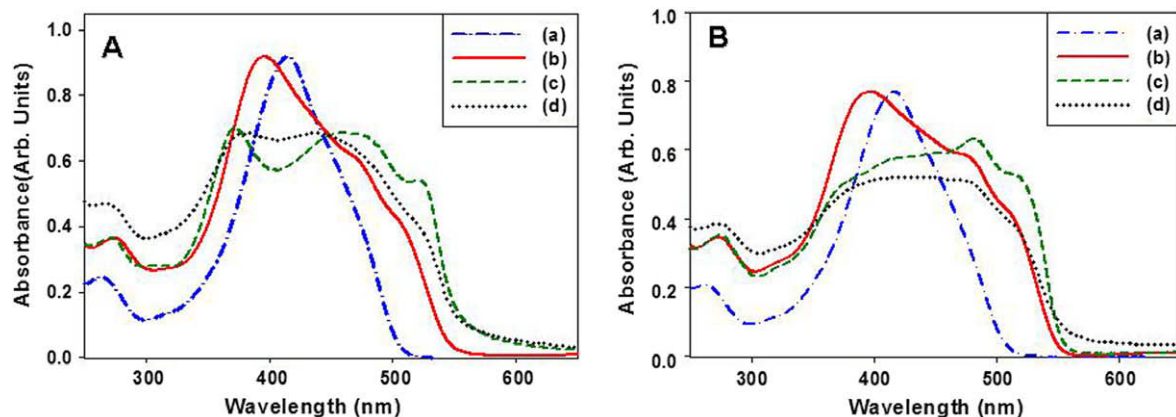 A
(a)
(b)
(c)
(d)
Absorbance(Arb. Units)
1.0
0.8
0.6
0.4
0.2
0.0
300 400 500 600
Wavelength (nm)
B
(a)
(b)
(c)
(d)
Absorbance (Arb. Units)
1.0
0.8
0.6
0.4
0.2
0.0
300 400 500 600
Wavelength (nm)